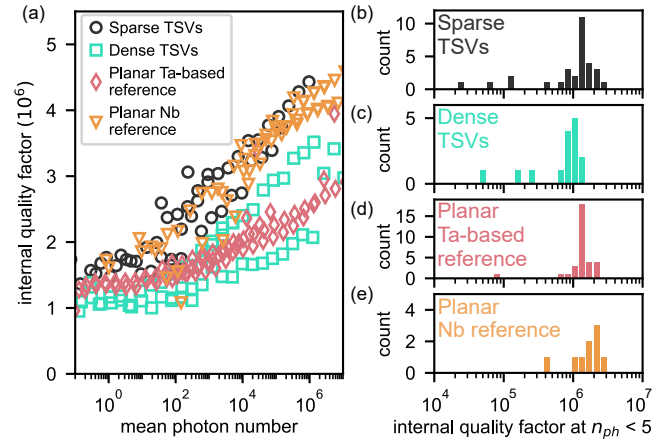 (a)
Sparse TSVs
Dense TSVs
Planar Ta-based
reference
Planar Nb
reference
internal quality factor (10⁶)
5
4
3
2
1
0
10⁰
10²
10⁴
10⁶
mean photon number
(b)
Sparse
TSVs
count
10
5
0
(c)
Dense
TSVs
count
5
0
(d)
Planar
Ta-based
reference
count
15
10
5
0
(e)
Planar
Nb reference
count
4
2
0
10⁴
10⁵
10⁶
10⁷
internal quality factor at nₚₕ < 5